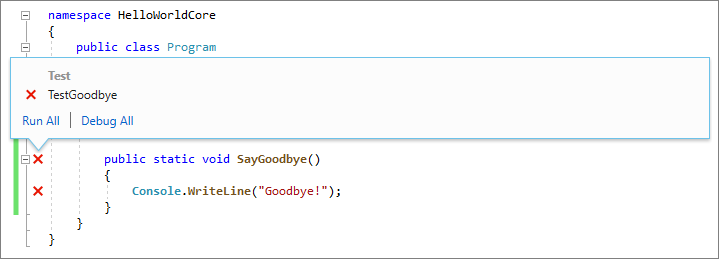 namespace HelloWorldCore
{
public class Program
Test
TestGoodbye
Run All | Debug All
public static void SayGoodbye()
{
Console.WriteLine("Goodbye!");
}
}
}